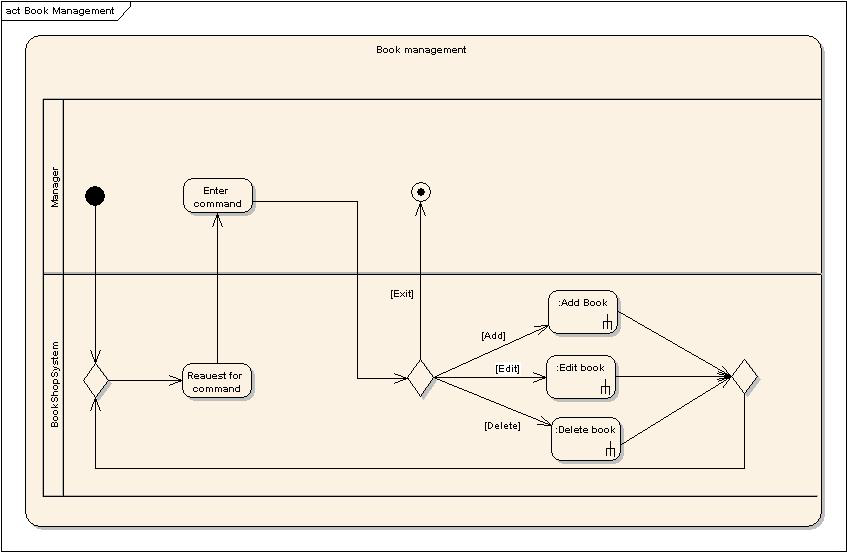 act Book Management
Book management
Manager
Enter
command
[Exit]
:Add Book
[Add]
BookShopSystem
[Edit]
:Edit book
Reauest for
command
[Delete]
:Delete book